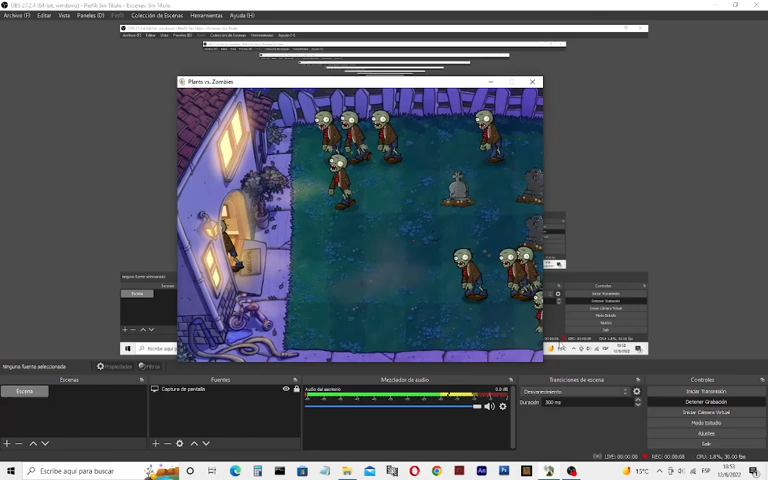 OBS 27.2.4 (64-bit, windows) - Perfil: Sin Título - Escenas: Sin Título
Archivo (F) Editar Vista Paneles (D) Perfil Colección de Escenas Herramientas Ayuda (H)
Plants vs. Zombies
Ninguna fuente seleccionada Propiedades Filtros
Escenas Fuentes Mezclador de audio Transiciones de escena Controles
Escena
Captura de pantalla
Audio del escritorio 0.0 dB
Desvanecimiento
Duración 300 ms
Iniciar Transmisión
Detener Grabación
Iniciar Cámara Virtual
Modo Estudio
Ajustes
Salir
LIVE: 00:00:00 REC: 00:00:08 CPU: 1.8%, 30.00 fps
Escribe aquí para buscar
15°C ESP 18:53
12/6/2022